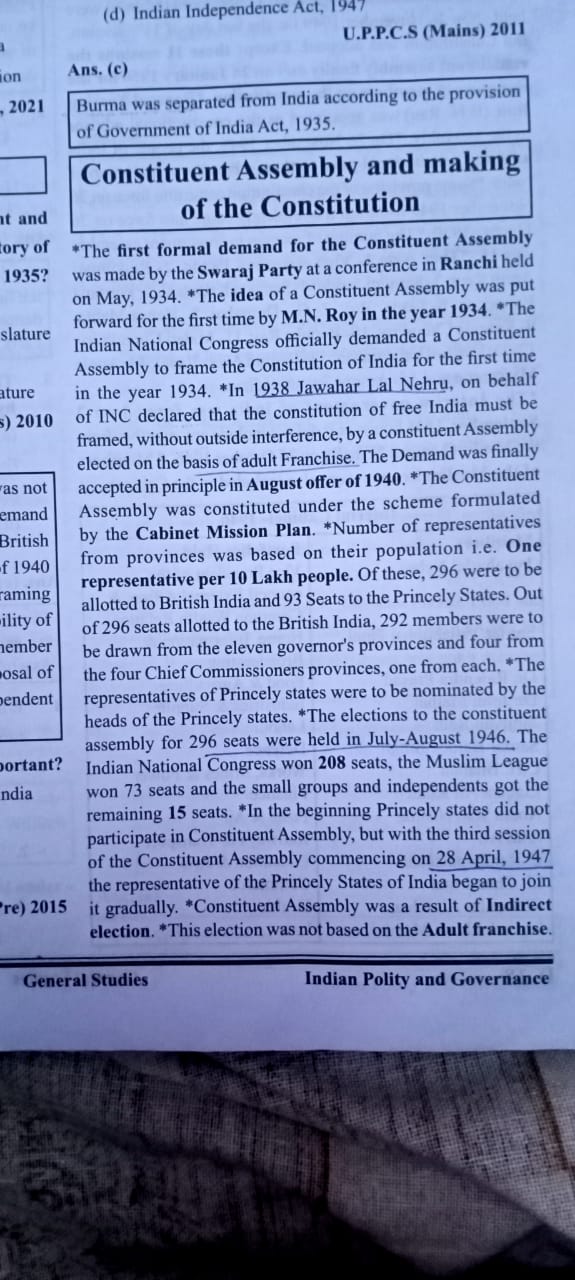 (d) Indian Independence Act, 1947
U.P.P.C.S (Mains) 2011
Ans. (c)
Burma was separated from India according to the provision
of Government of India Act, 1935.
Constituent Assembly and making
of the Constitution
*The first formal demand for the Constituent Assembly
was made by the Swaraj Party at a conference in Ranchi held
on May, 1934. *The idea of a Constituent Assembly was put
forward for the first time by M.N. Roy in the year 1934. *The
Indian National Congress officially demanded a Constituent
Assembly to frame the Constitution of India for the first time
in the year 1934. *In 1938 Jawahar Lal Nehru, on behalf
of INC declared that the constitution of free India must be
framed, without outside interference, by a constituent Assembly
elected on the basis of adult Franchise. The Demand was finally
accepted in principle in August offer of 1940. *The Constituent
Assembly was constituted under the scheme formulated
by the Cabinet Mission Plan. *Number of representatives
from provinces was based on their population i.e. One
representative per 10 Lakh people. Of these, 296 were to be
allotted to British India and 93 Seats to the Princely States. Out
of 296 seats allotted to the British India, 292 members were to
be drawn from the eleven governor's provinces and four from
the four Chief Commissioners provinces, one from each. *The
representatives of Princely states were to be nominated by the
heads of the Princely states. *The elections to the constituent
assembly for 296 seats were held in July-August 1946. The
Indian National Congress won 208 seats, the Muslim League
won 73 seats and the small groups and independents got the
remaining 15 seats. *In the beginning Princely states did not
participate in Constituent Assembly, but with the third session
of the Constituent Assembly commencing on 28 April, 1947
the representative of the Princely States of India began to join
it gradually. *Constituent Assembly was a result of Indirect
election. *This election was not based on the Adult franchise.
, 2021
and
of
1935?
2010
not
British
1940
of
of
India
2015
General Studies
Indian Polity and Governance